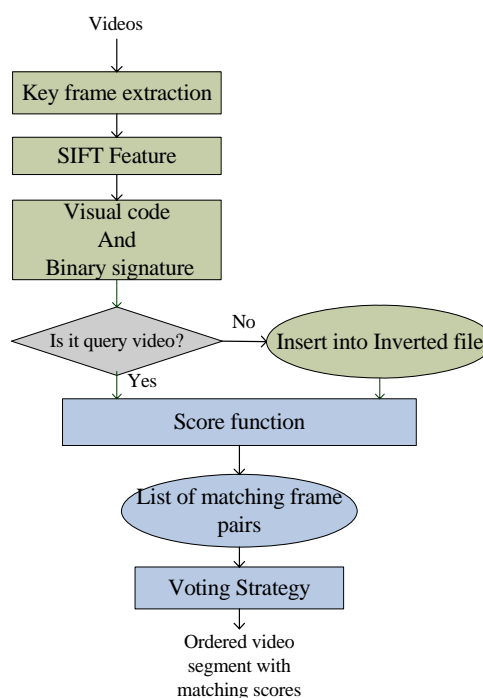 Videos
Key frame extraction
SIFT Feature
Visual code
And
Binary signature
Is it query video?
No
Insert into Inverted file
Yes
Score function
List of matching frame
pairs
Voting Strategy
Ordered video
segment with
matching scores